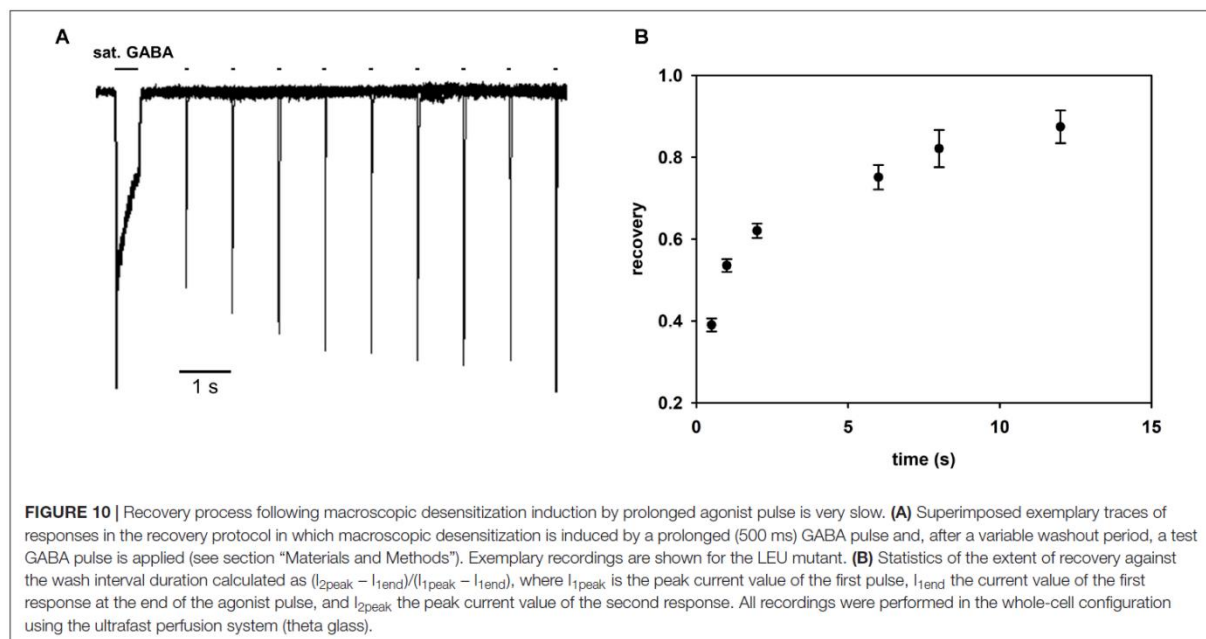 A
sat. GABA
1 s
B
1.0
0.8
0.6
0.4
0.2
recovery
0 5 10 15
time (s)
FIGURE 10 | Recovery process following macroscopic desensitization induction by prolonged agonist pulse is very slow. (A) Superimposed exemplary traces of
responses in the recovery protocol in which macroscopic desensitization is induced by a prolonged (500 ms) GABA pulse and, after a variable washout period, a test
GABA pulse is applied (see section “Materials and Methods”). Exemplary recordings are shown for the LEU mutant. (B) Statistics of the extent of recovery against
the wash interval duration calculated as (I2peak – I1end)/(I1peak – I1end), where I1peak is the peak current value of the first pulse, I1end the current value of the first
response at the end of the agonist pulse, and I2peak the peak current value of the second response. All recordings were performed in the whole-cell configuration
using the ultrafast perfusion system (theta glass).